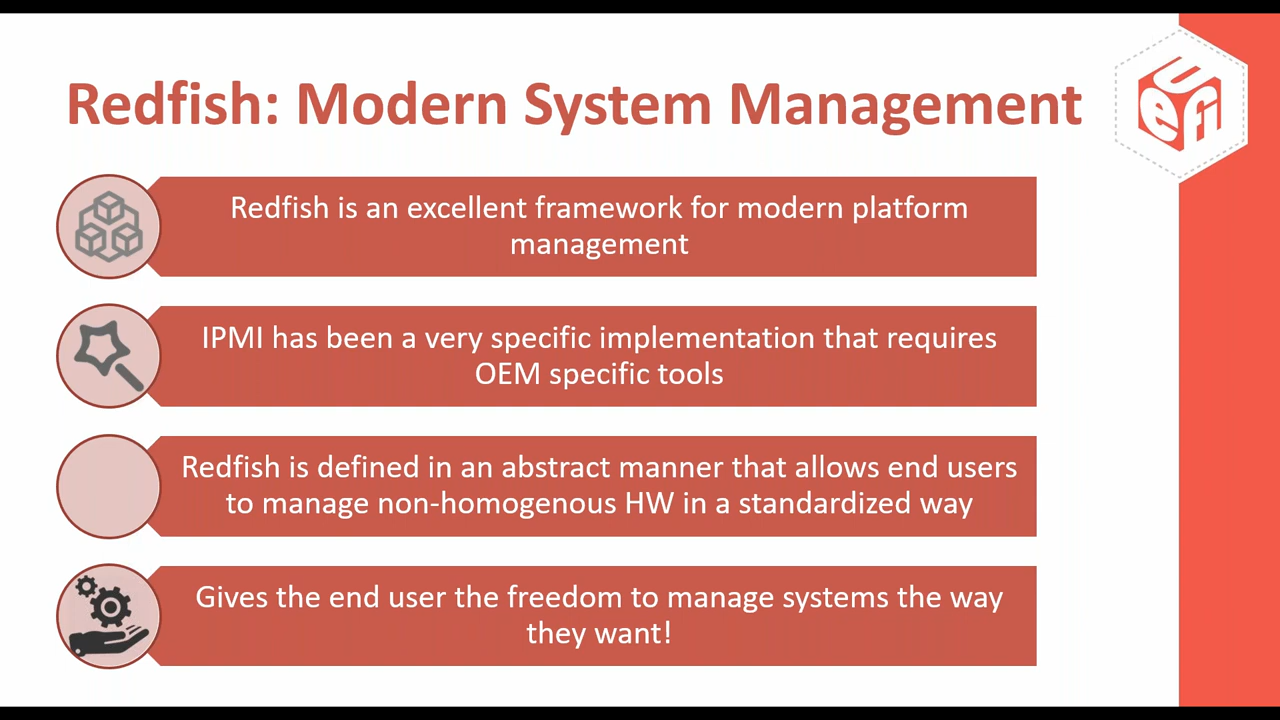 Redfish: Modern System Management
UEFI
Redfish is an excellent framework for modern platform
management
IPMI has been a very specific implementation that requires
OEM specific tools
Redfish is defined in an abstract manner that allows end users
to manage non-homogenous HW in a standardized way
Gives the end user the freedom to manage systems the way
they want!